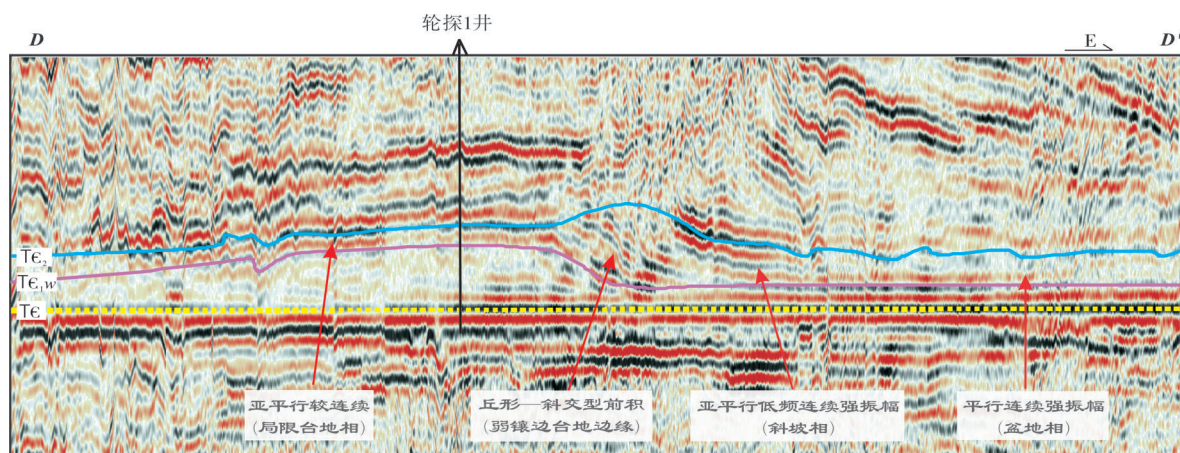 轮探1井
D
E
D'
TЄ₂
TЄ₁w
TЄ
亚平行较连续
(局限台地相)
丘形—斜交型前积
(弱镶边台地边缘)
亚平行低频连续强振幅
(斜坡相)
平行连续强振幅
(盆地相)